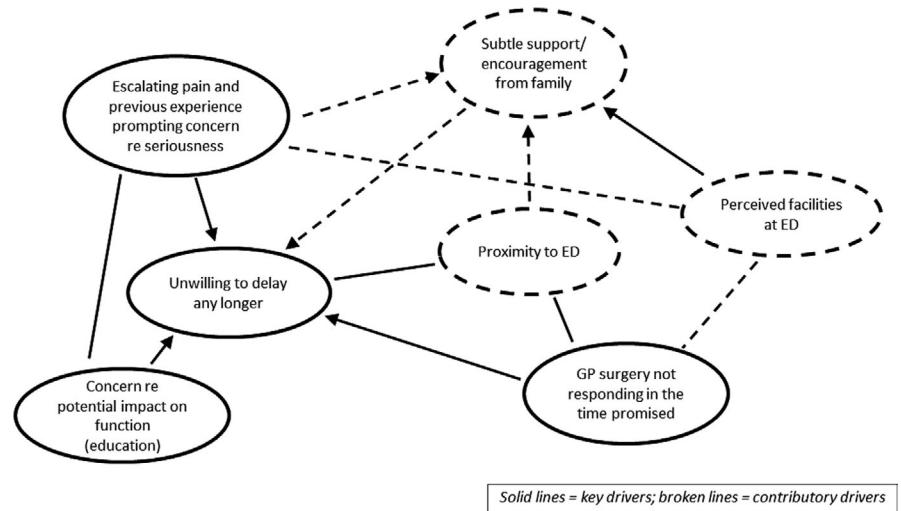 Subtle support/
encouragement
from family
Escalating pain and
previous experience
prompting concern
re seriousness
Perceived facilities
at ED
Proximity to ED
Unwilling to delay
any longer
GP surgery not
responding in the
time promised
Concern re
potential impact on
function
(education)
Solid lines = key drivers; broken lines = contributory drivers